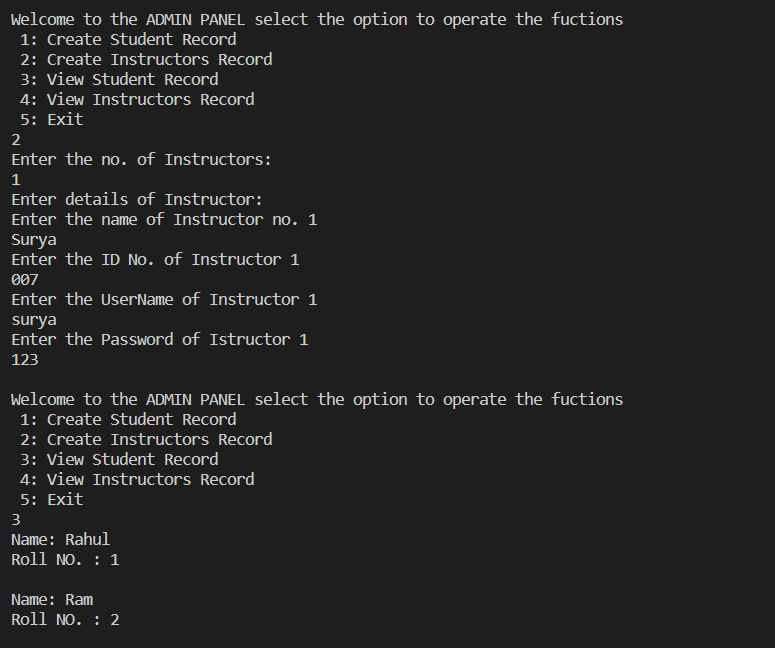 Welcome to the ADMIN PANEL select the option to operate the fuctions
1: Create Student Record
2: Create Instructors Record
3: View Student Record
4: View Instructors Record
5: Exit
2
Enter the no. of Instructors:
1
Enter details of Instructor:
Enter the name of Instructor no. 1
Surya
Enter the ID No. of Instructor 1
007
Enter the UserName of Instructor 1
surya
Enter the Password of Istructor 1
123
Welcome to the ADMIN PANEL select the option to operate the fuctions
1: Create Student Record
2: Create Instructors Record
3: View Student Record
4: View Instructors Record
5: Exit
3
Name: Rahul
Roll NO. : 1
Name: Ram
Roll NO. : 2